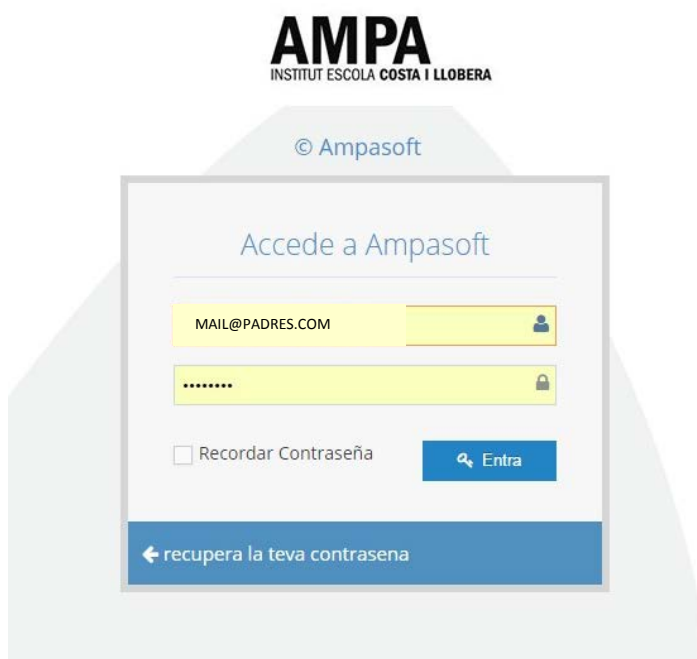 AMPA
INSTITUT ESCOLA COSTA I LLOBERA
© Ampasoft
Accede a Ampasoft
MAIL@PADRES.COM
••••••••
Recordar Contraseña
Entra
recupera la teva contrasena